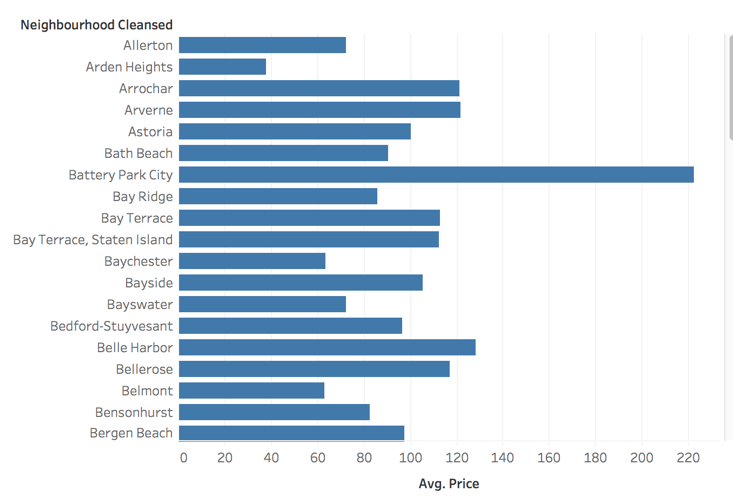 Neighbourhood Cleansed
Allerton
Arden Heights
Arrochar
Arverne
Astoria
Bath Beach
Battery Park City
Bay Ridge
Bay Terrace
Bay Terrace, Staten Island
Baychester
Bayside
Bayswater
Bedford-Stuyvesant
Belle Harbor
Bellerose
Belmont
Bensonhurst
Bergen Beach
0 20 40 60 80 100 120 140 160 180 200 220
Avg. Price